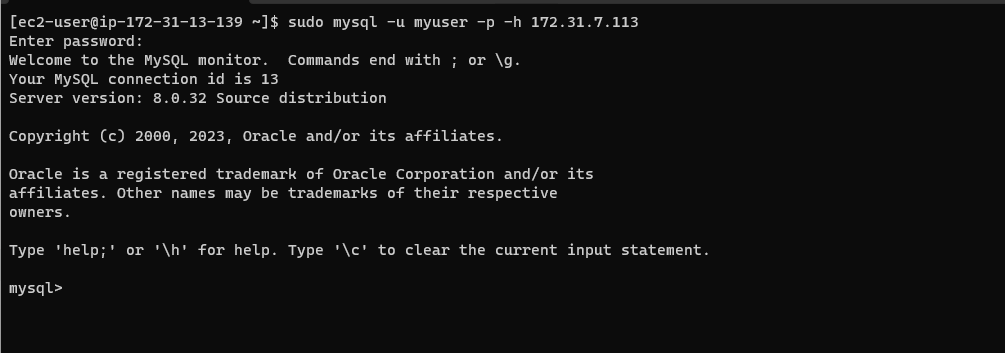 [ec2-user@ip-172-31-13-139 ~]$ sudo mysql -u myuser -p -h 172.31.7.113
Enter password:
Welcome to the MySQL monitor.  Commands end with ; or \g.
Your MySQL connection id is 13
Server version: 8.0.32 Source distribution
Copyright (c) 2000, 2023, Oracle and/or its affiliates.
Oracle is a registered trademark of Oracle Corporation and/or its
affiliates. Other names may be trademarks of their respective
owners.
Type 'help;' or '\h' for help. Type '\c' to clear the current input statement.
mysql>